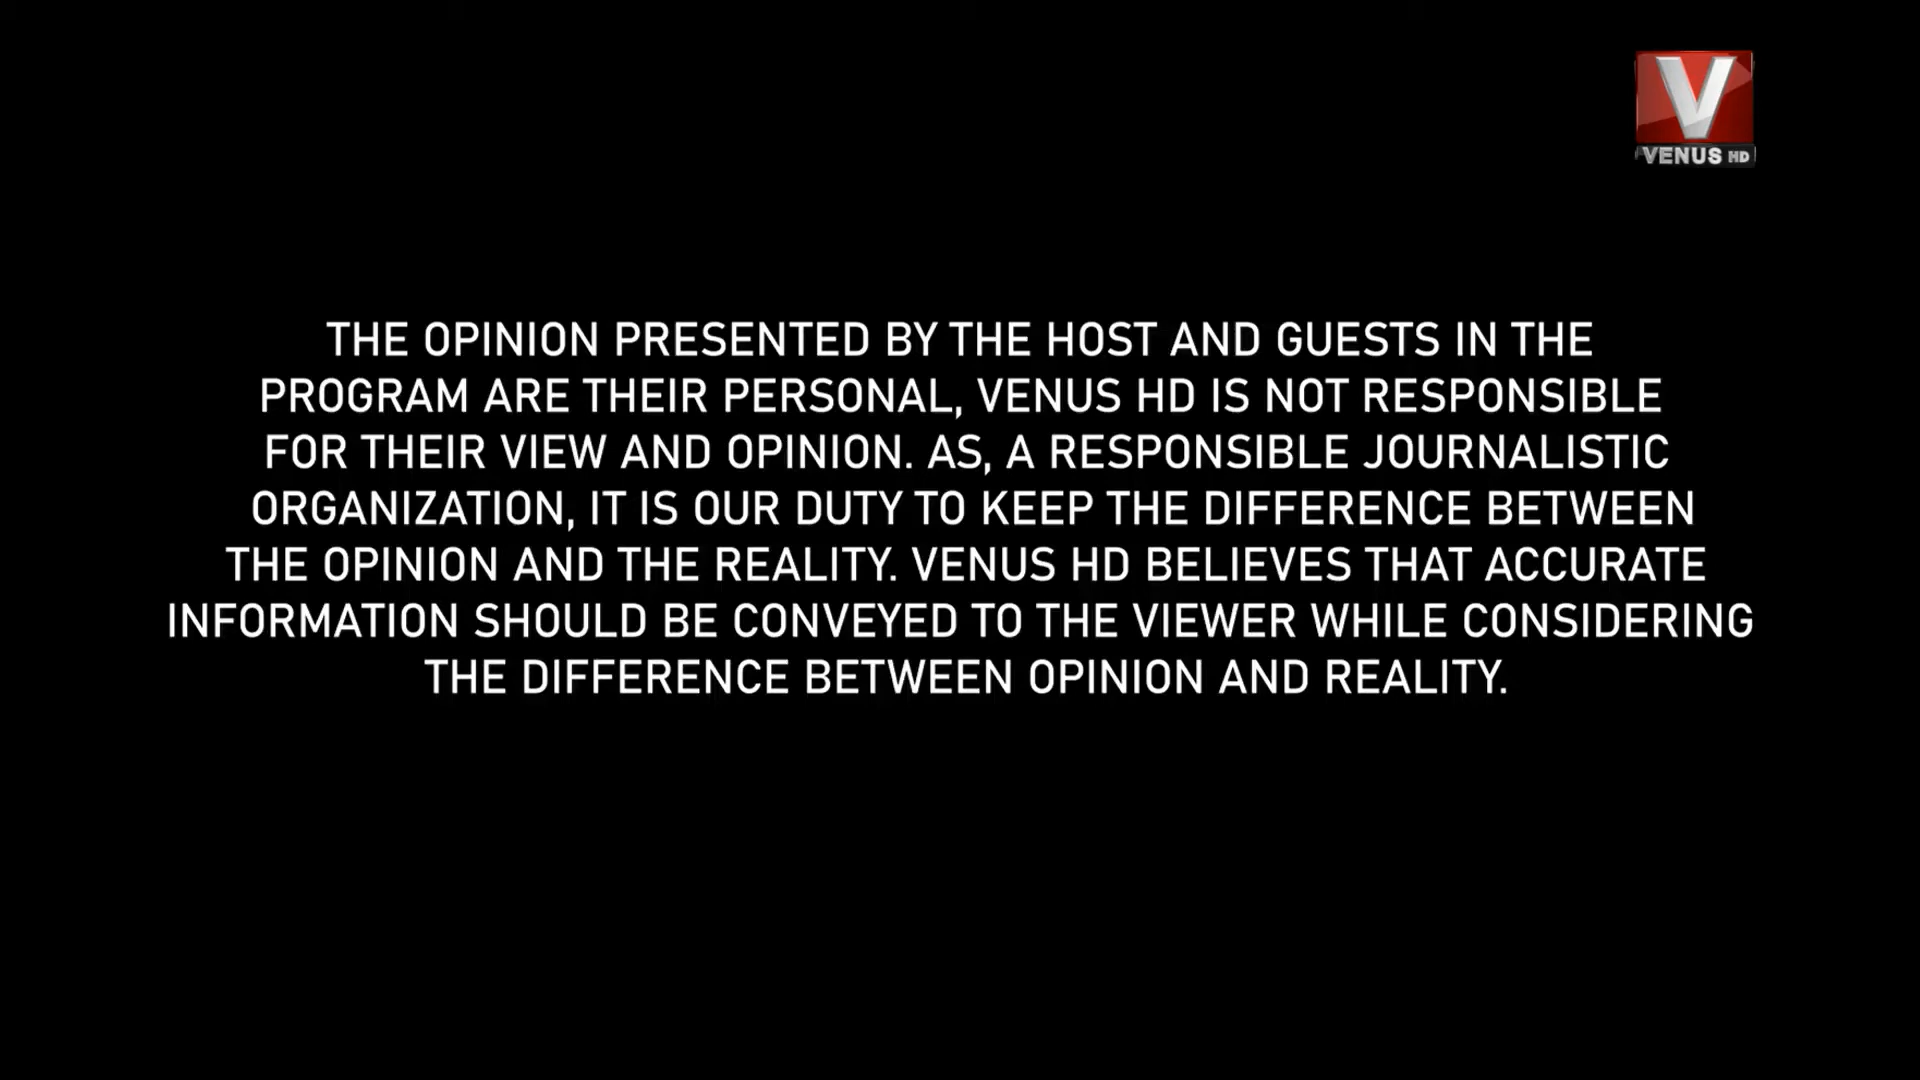 V
VENUS HD
THE OPINION PRESENTED BY THE HOST AND GUESTS IN THE
PROGRAM ARE THEIR PERSONAL, VENUS HD IS NOT RESPONSIBLE
FOR THEIR VIEW AND OPINION. AS, A RESPONSIBLE JOURNALISTIC
ORGANIZATION, IT IS OUR DUTY TO KEEP THE DIFFERENCE BETWEEN
THE OPINION AND THE REALITY. VENUS HD BELIEVES THAT ACCURATE
INFORMATION SHOULD BE CONVEYED TO THE VIEWER WHILE CONSIDERING
THE DIFFERENCE BETWEEN OPINION AND REALITY.